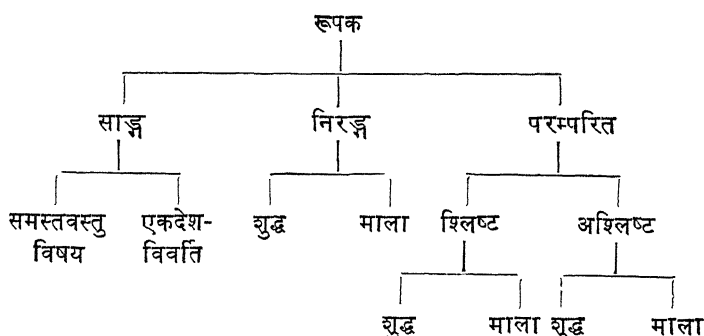 रूपक
साङ्ग निरङ्ग परम्परित
समस्तवस्तु एकदेश- शुद्ध माला श्लिष्ट अश्लिष्ट
विषय विवर्ति
शुद्ध माला शुद्ध माला